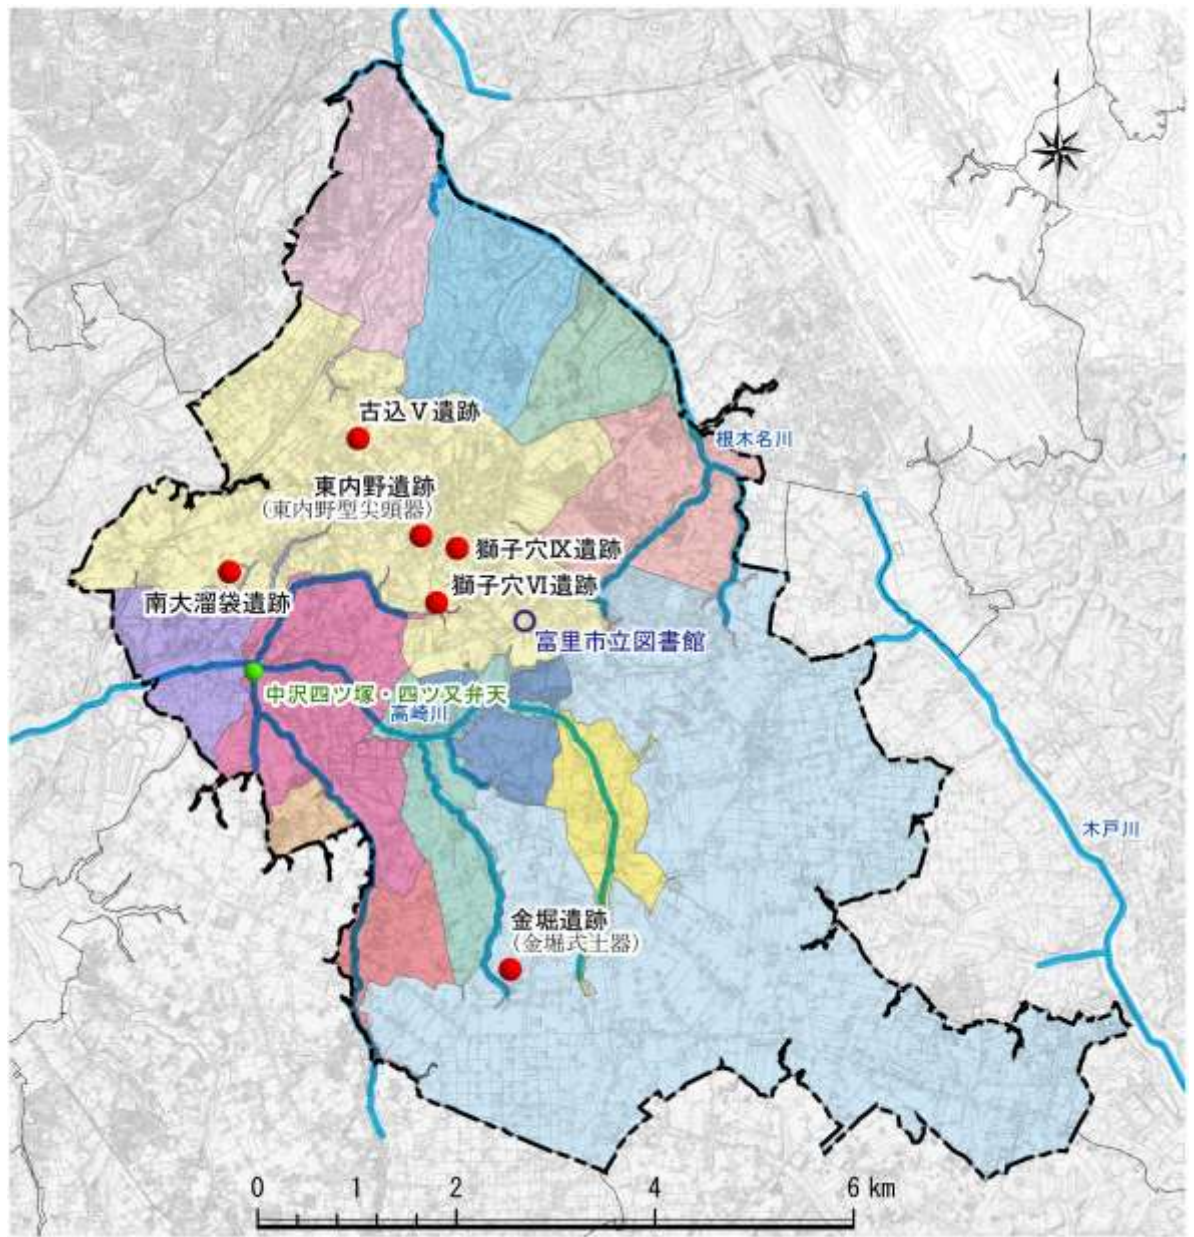 古込Ⅴ遺跡
根木名川
東内野遺跡
(東内野型尖頭器)
獅子穴Ⅸ遺跡
獅子穴Ⅵ遺跡
南大溜袋遺跡
富里市立図書館
中沢四ツ塚・四ツ又弁天
高崎川
木戸川
金堀遺跡
(金堀式土器)
0 1 2 4 6 km